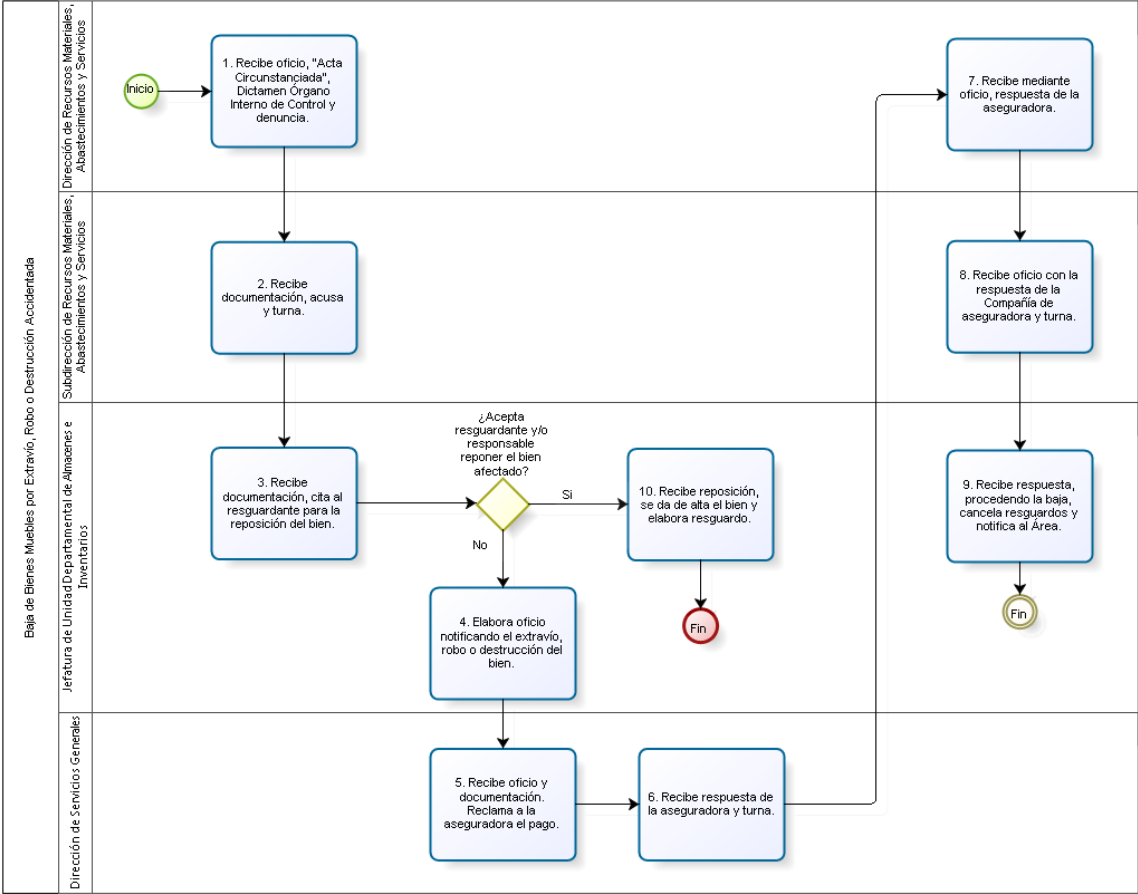 Baja de Bienes Muebles por Extravío, Robo o Destrucción Accidentada
Dirección de Recursos Materiales,
Abastecimientos y Servicios
Inicio
1. Recibe oficio, "Acta
Circunstanciada",
Dictamen Órgano
Interno de Control y
denuncia.
7. Recibe mediante
oficio, respuesta de la
aseguradora.
Subdirección de Recursos Materiales,
Abastecimientos y Servicios
2. Recibe
documentación, acusa
y turna.
8. Recibe oficio con la
respuesta de la
Compañía de
aseguradora y turna.
Jefatura de Unidad Departamental de Almacenes e
Inventarios
3. Recibe
documentación, cita al
resguardante para la
reposición del bien.
¿Acepta
resguardante y/o
responsable
reponer el bien
afectado?
Si
No
10. Recibe reposición,
se da de alta el bien y
elabora resguardo.
Fin
9. Recibe respuesta,
procediendo la baja,
cancela resguardos y
notifica al Área.
Fin
4. Elabora oficio
notificando el extravío,
robo o destrucción del
bien.
Dirección de Servicios Generales
5. Recibe oficio y
documentación.
Reclama a la
aseguradora el pago.
6. Recibe respuesta de
la aseguradora y turna.